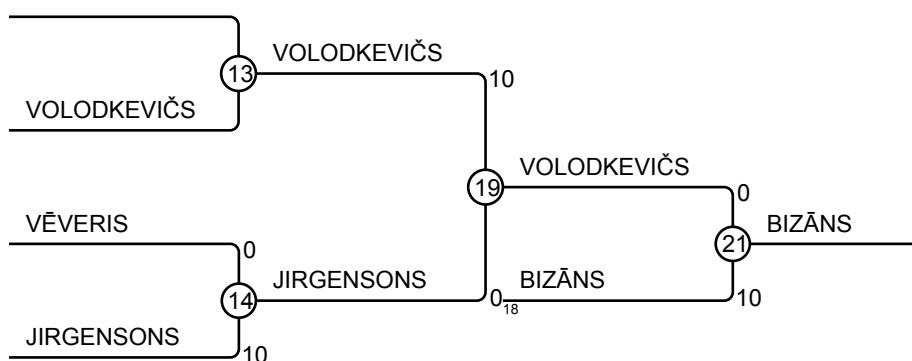 VOLODKEVIČS
13
10
VOLODKEVIČS
VOLODKEVIČS
19
0
VĒVERIS
BIZĀNS
0
21
JIRGENSONS
BIZĀNS
14
0
18
10
JIRGENSONS
10